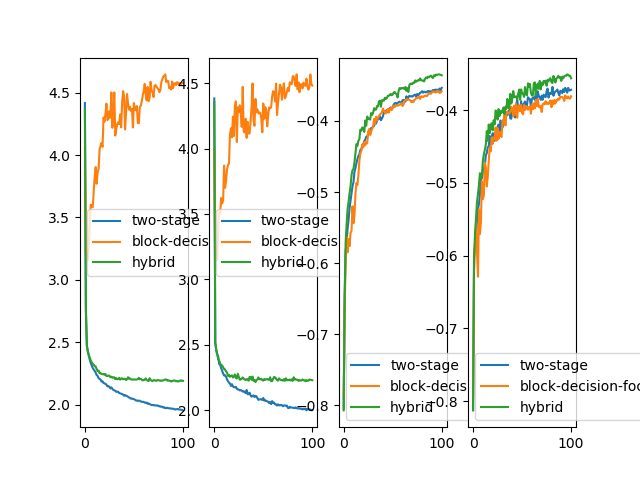 4.5
4.0
3.5
3.0
2.5
2.0
0
100
two-stage
block-decis
hybrid
4.5
4.0
3.5
3.0
2.5
2.0
0
100
two-stage
block-decis
hybrid
−0.4
−0.5
−0.6
−0.7
−0.8
0
100
two-stage
block-decis
hybrid
−0.4
−0.5
−0.6
−0.7
−0.8
0
100
two-stage
block-decision-foc
hybrid